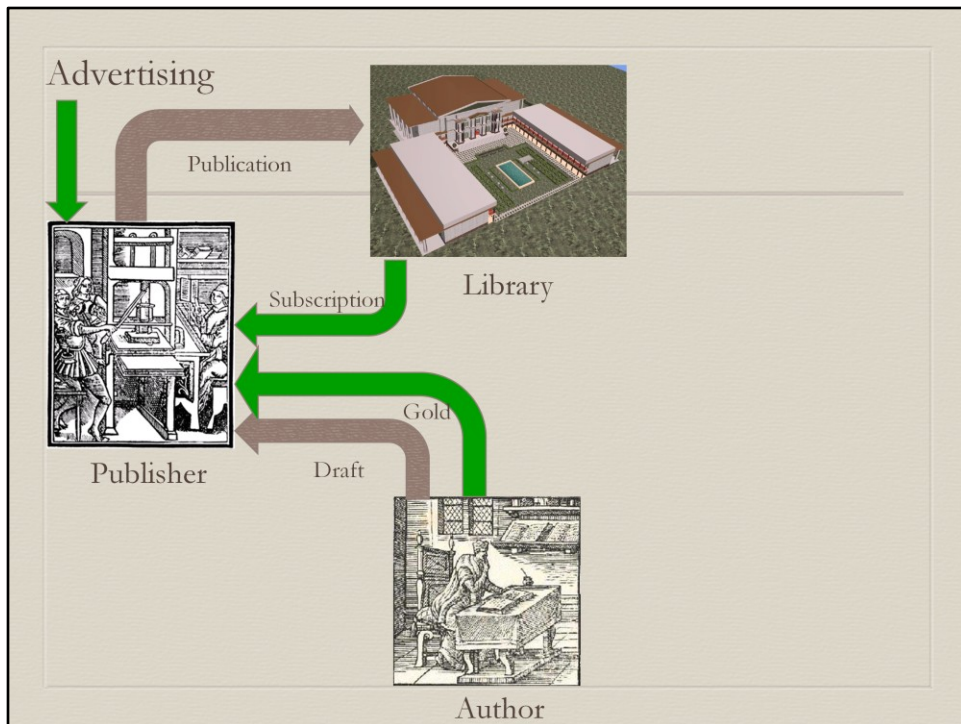 Advertising
Publication
Library
Subscription
Gold
Publisher
Draft
Author